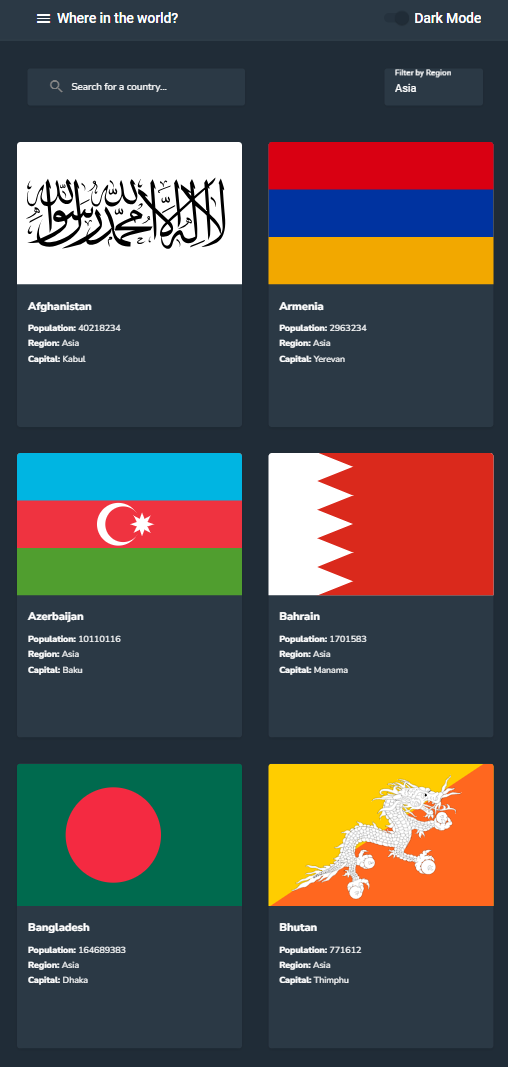 Where in the world?
Dark Mode
Search for a country...
Filter by Region
Asia
لا إله إلا الله محمد رسول الله
Afghanistan
Population: 40218234
Region: Asia
Capital: Kabul
Armenia
Population: 2963234
Region: Asia
Capital: Yerevan
Azerbaijan
Population: 10110116
Region: Asia
Capital: Baku
Bahrain
Population: 1701583
Region: Asia
Capital: Manama
Bangladesh
Population: 164689383
Region: Asia
Capital: Dhaka
Bhutan
Population: 771612
Region: Asia
Capital: Thimphu